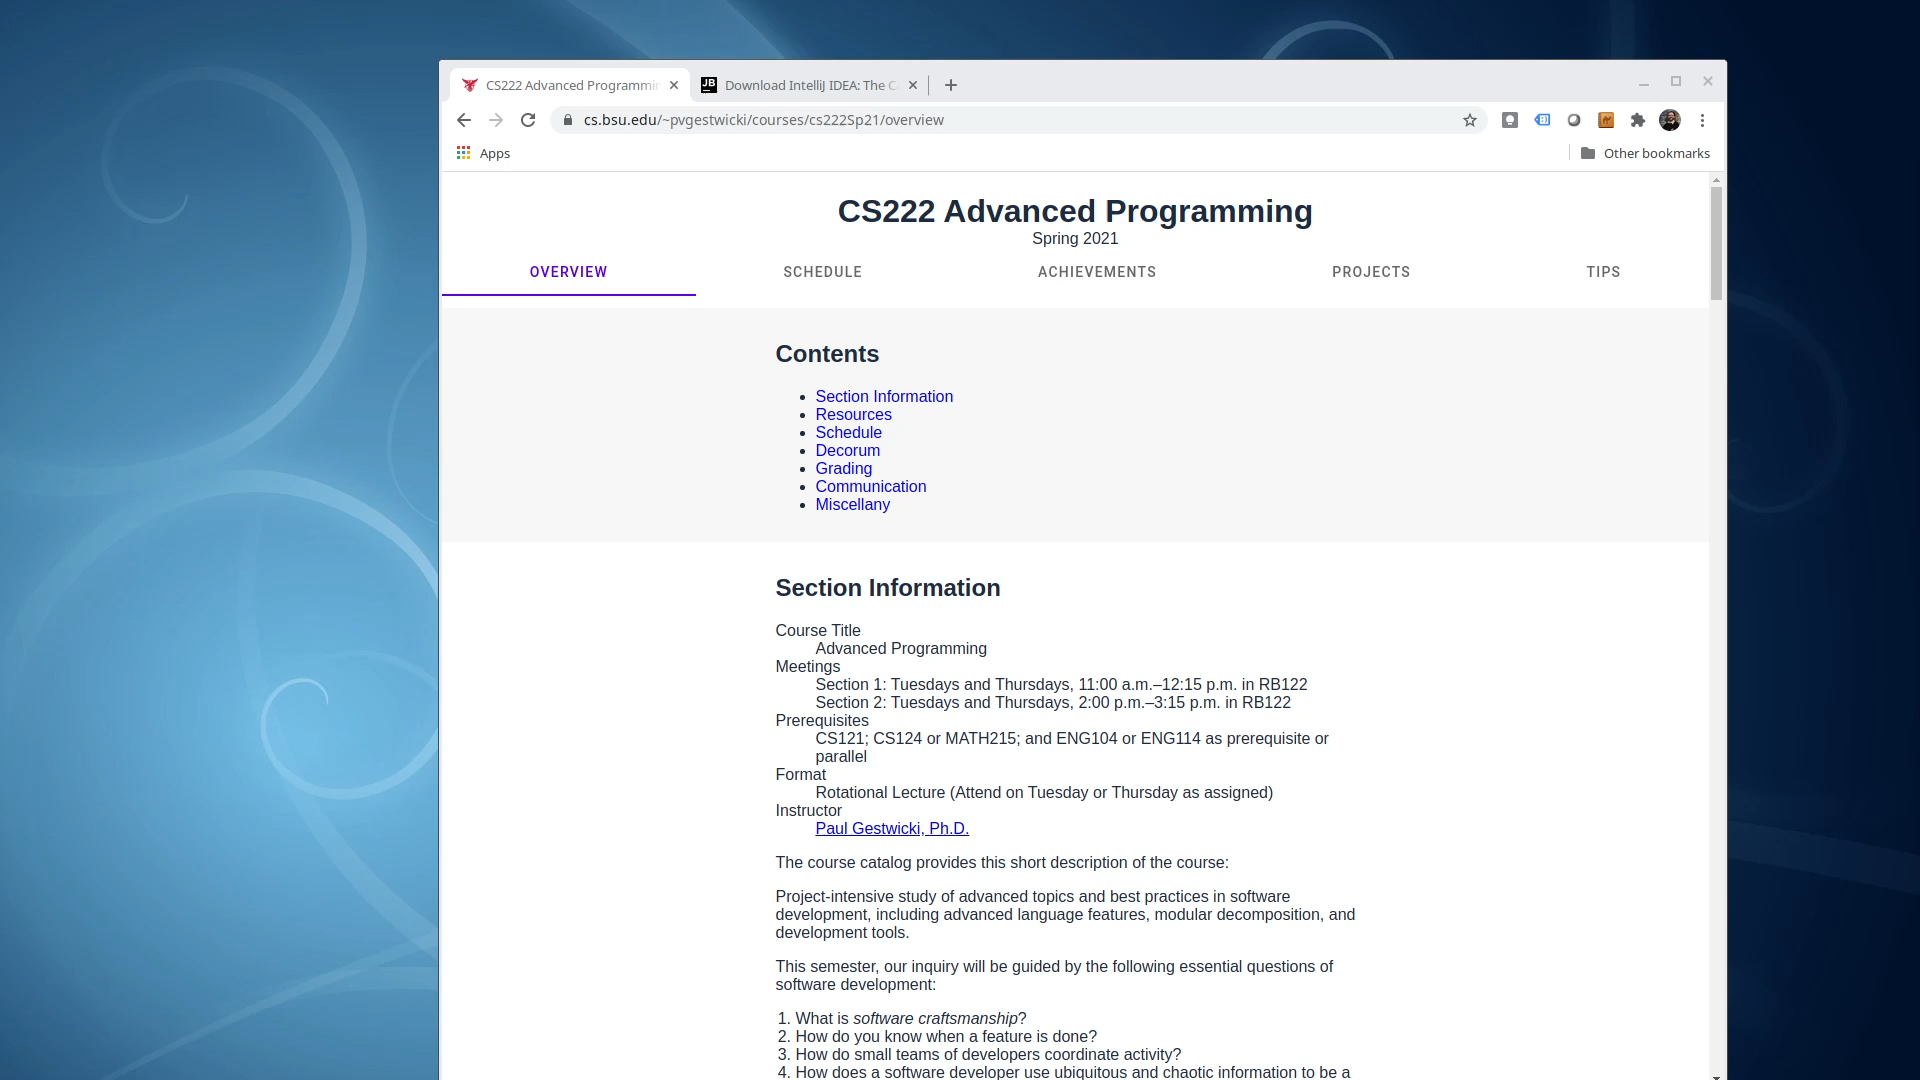 CS222 Advanced Programmin
JB Download IntelliJ IDEA: The C
cs.bsu.edu/~pvgestwicki/courses/cs222Sp21/overview
Apps
Other bookmarks
CS222 Advanced Programming
Spring 2021
OVERVIEW
SCHEDULE
ACHIEVEMENTS
PROJECTS
TIPS
Contents
Section Information
Resources
Schedule
Decorum
Grading
Communication
Miscellany
Section Information
Course Title
Advanced Programming
Meetings
Section 1: Tuesdays and Thursdays, 11:00 a.m.–12:15 p.m. in RB122
Section 2: Tuesdays and Thursdays, 2:00 p.m.–3:15 p.m. in RB122
Prerequisites
CS121; CS124 or MATH215; and ENG104 or ENG114 as prerequisite or
parallel
Format
Rotational Lecture (Attend on Tuesday or Thursday as assigned)
Instructor
Paul Gestwicki, Ph.D.
The course catalog provides this short description of the course:
Project-intensive study of advanced topics and best practices in software
development, including advanced language features, modular decomposition, and
development tools.
This semester, our inquiry will be guided by the following essential questions of
software development:
1. What is software craftsmanship?
2. How do you know when a feature is done?
3. How do small teams of developers coordinate activity?
4. How does a software developer use ubiquitous and chaotic information to be a